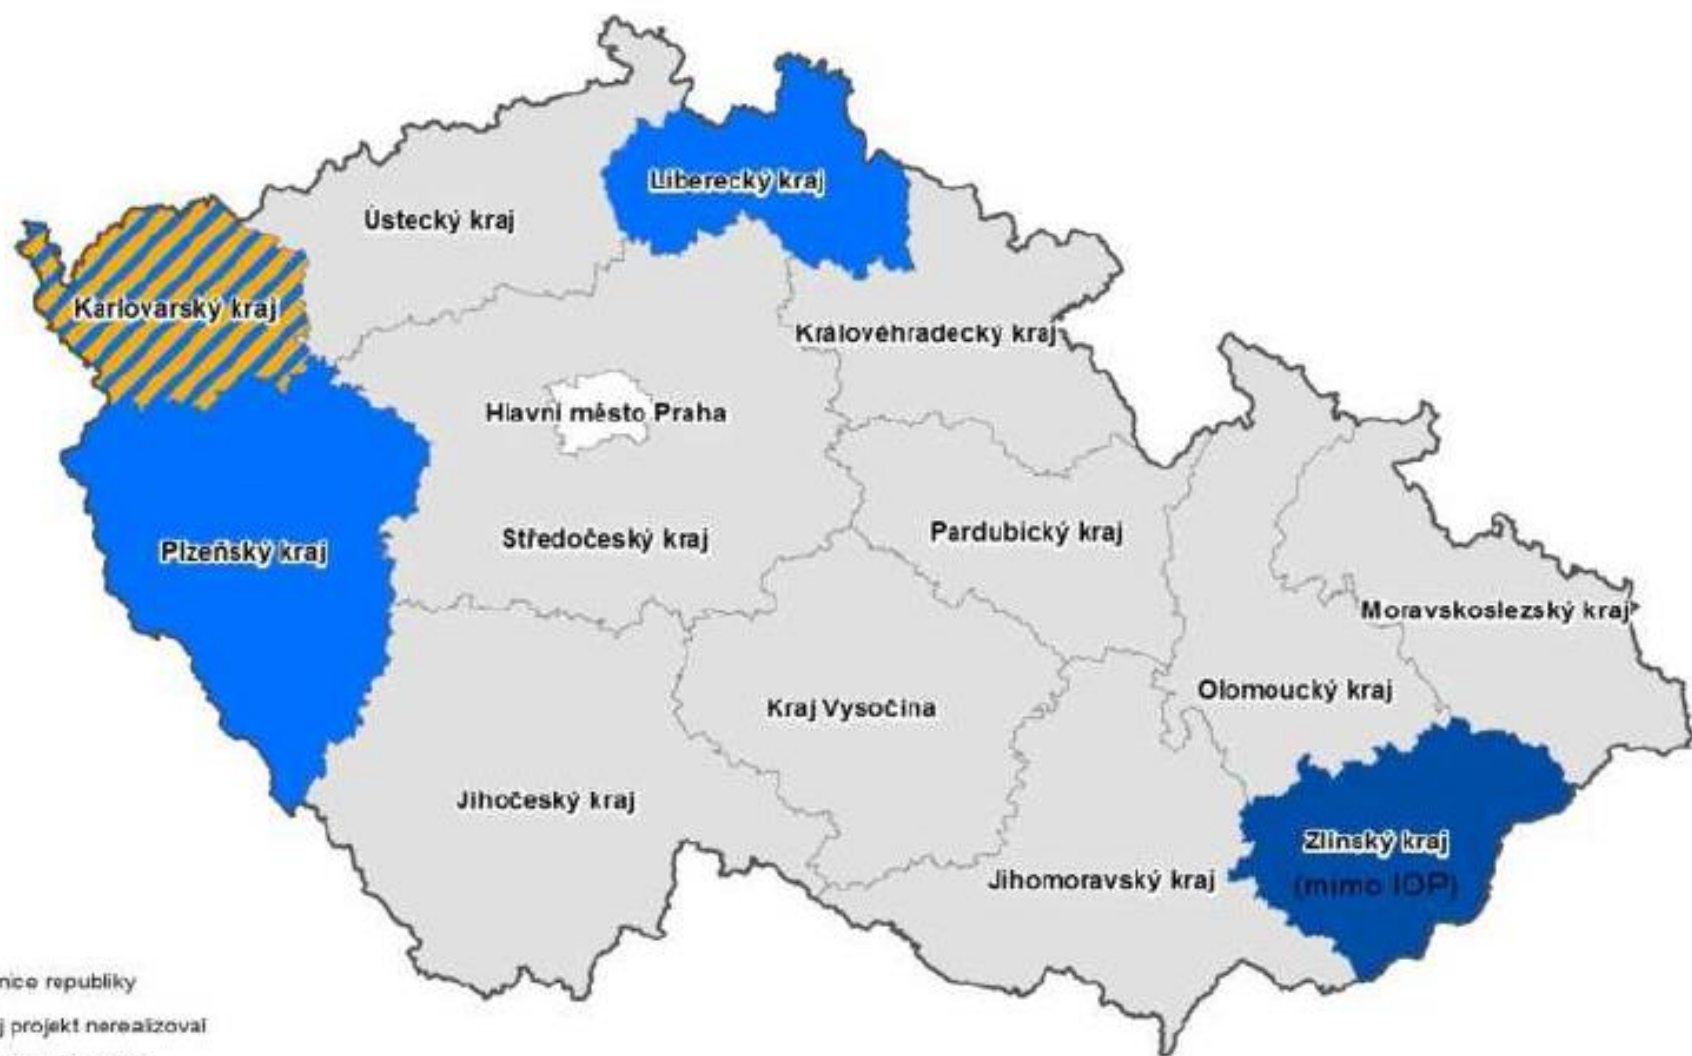 Liberecký kraj
Ústecký kraj
Karlovarský kraj
Královéhradecký kraj
Hlavní město Praha
Plzeňský kraj
Středočeský kraj
Pardubický kraj
Moravskoslezský kraj
Olomoucký kraj
Kraj Vysočina
Jihočeský kraj
Zlínský kraj
(mimo IOP)
Jihomoravský kraj
nice republiky
j projekt nerealizoval